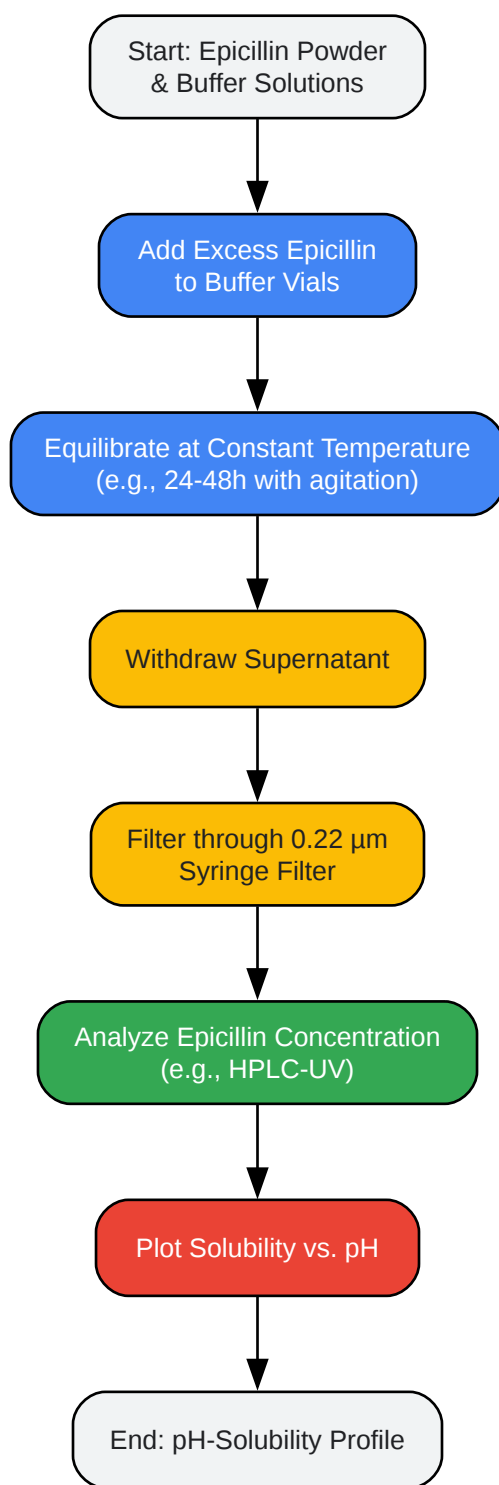 Start: Epicillin Powder
& Buffer Solutions
Add Excess Epicillin
to Buffer Vials
Equilibrate at Constant Temperature
(e.g., 24-48h with agitation)
Withdraw Supernatant
Filter through 0.22 µm
Syringe Filter
Analyze Epicillin Concentration
(e.g., HPLC-UV)
Plot Solubility vs. pH
End: pH-Solubility Profile